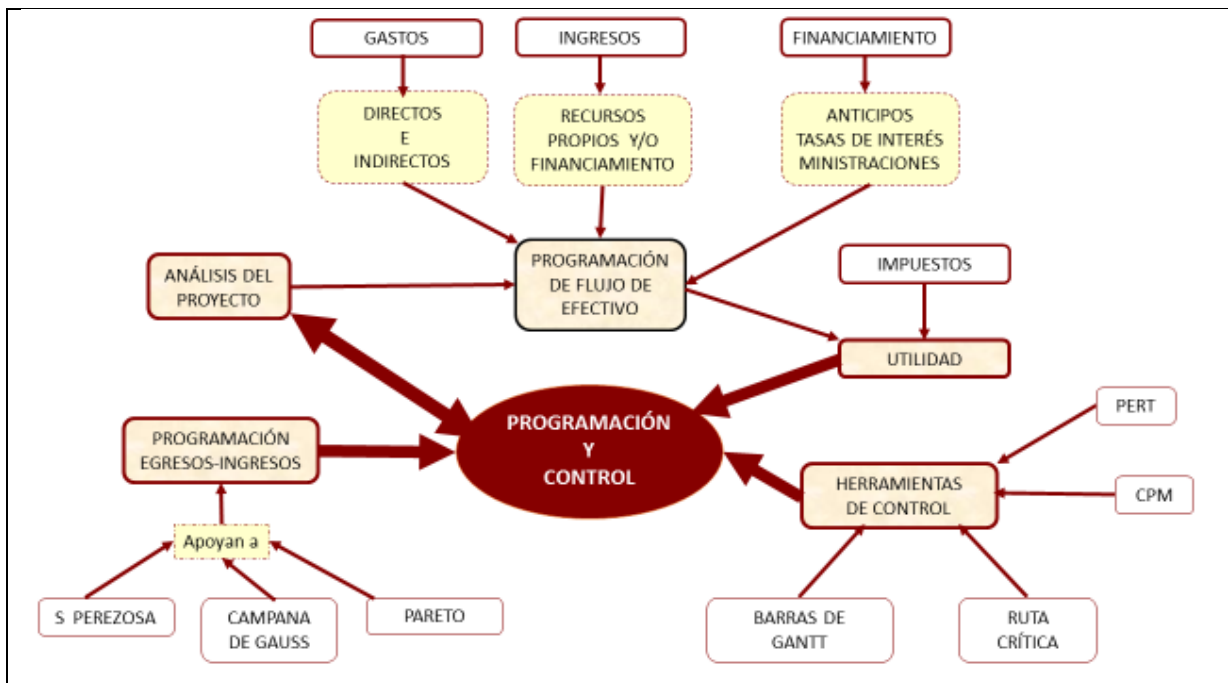 GASTOS
INGRESOS
FINANCIAMIENTO
DIRECTOS
E
INDIRECTOS
RECURSOS
PROPIOS Y/O
FINANCIAMIENTO
ANTICIPOS
TASAS DE INTERÉS
MINISTRACIONES
ANÁLISIS DEL
PROYECTO
PROGRAMACIÓN
DE FLUJO DE
EFECTIVO
IMPUESTOS
UTILIDAD
PROGRAMACIÓN
Y
CONTROL
PROGRAMACIÓN
EGRESOS-INGRESOS
PERT
HERRAMIENTAS
DE CONTROL
CPM
Apoyan a
S PEREZOSA
CAMPANA
DE GAUSS
PARETO
BARRAS DE
GANTT
RUTA
CRÍTICA